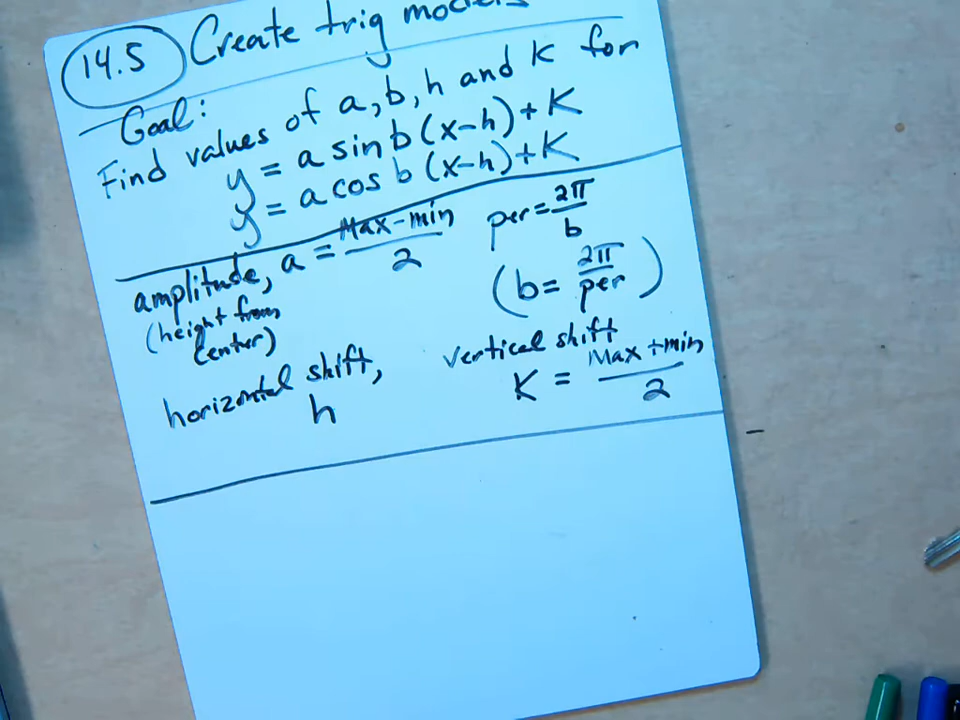 14.5 Create trig models
Goal:
Find values of a, b, h and K for
y = a sin b (x-h) + K
y = a cos b (x-h) + K
amplitude, a = Max - min / 2
(height from
center)
per = 2π / b
(b = 2π / per)
horizontal shift,
h
vertical shift
K = Max + min / 2